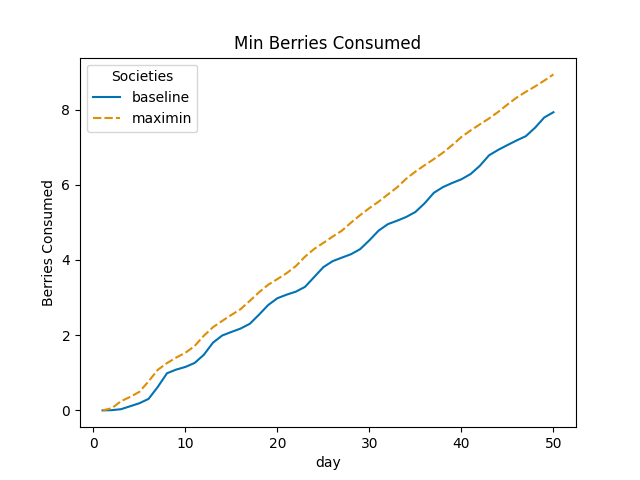 Min Berries Consumed
Societies
baseline
maximin
Berries Consumed
8
6
4
2
0
0 10 20 30 40 50
day